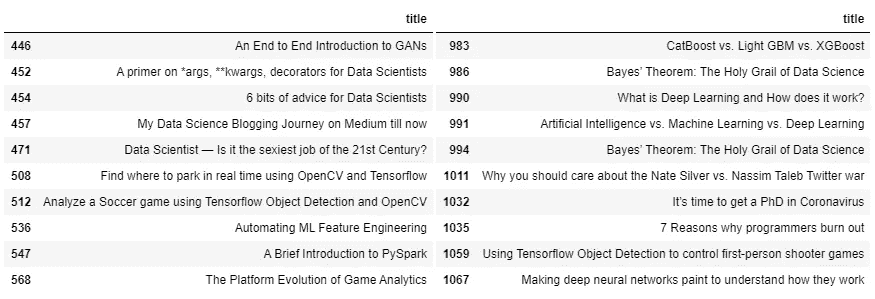 title
446 An End to End Introduction to GANs
452 A primer on *args, **kwargs, decorators for Data Scientists
454 6 bits of advice for Data Scientists
457 My Data Science Blogging Journey on Medium till now
471 Data Scientist — Is it the sexiest job of the 21st Century?
508 Find where to park in real time using OpenCV and Tensorflow
512 Analyze a Soccer game using Tensorflow Object Detection and OpenCV
536 Automating ML Feature Engineering
547 A Brief Introduction to PySpark
568 The Platform Evolution of Game Analytics
title
983 CatBoost vs. Light GBM vs. XGBoost
986 Bayes’ Theorem: The Holy Grail of Data Science
990 What is Deep Learning and How does it work?
991 Artificial Intelligence vs. Machine Learning vs. Deep Learning
994 Bayes’ Theorem: The Holy Grail of Data Science
1011 Why you should care about the Nate Silver vs. Nassim Taleb Twitter war
1032 It’s time to get a PhD in Coronavirus
1035 7 Reasons why programmers burn out
1059 Using Tensorflow Object Detection to control first-person shooter games
1067 Making deep neural networks paint to understand how they work